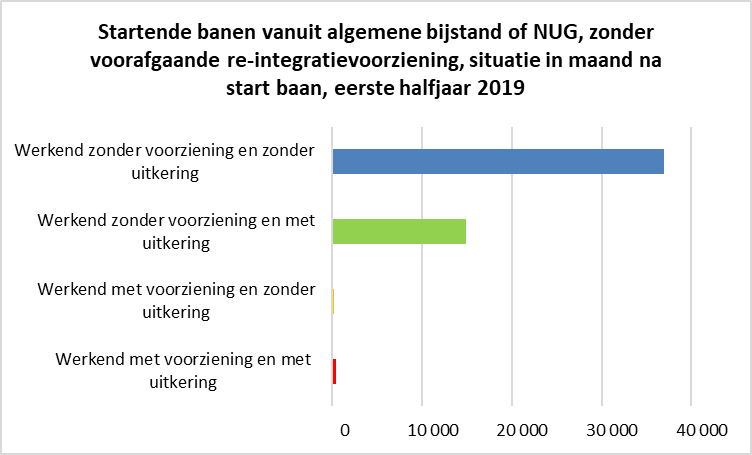 Startende banen vanuit algemene bijstand of NUG, zonder
voorafgaande re-integratievoorziening, situatie in maand na
start baan, eerste halfjaar 2019
Werkend zonder voorziening en zonder
uitkering
Werkend zonder voorziening en met
uitkering
Werkend met voorziening en zonder
uitkering
Werkend met voorziening en met
uitkering
0 10 000 20 000 30 000 40 000